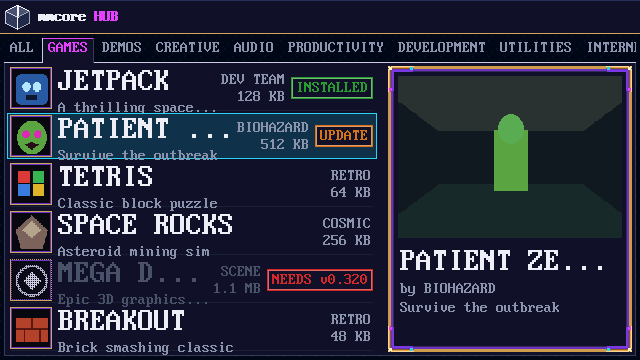 mmcore HUB
ALL GAMES DEMOS CREATIVE AUDIO PRODUCTIVITY DEVELOPMENT UTILITIES INTERN
JETPACK
DEV TEAM
128 KB
INSTALLED
A thrilling space...
PATIENT ...
BIOHAZARD
512 KB
UPDATE
Survive the outbreak
TETRIS
RETRO
64 KB
Classic block puzzle
SPACE ROCKS
COSMIC
256 KB
Asteroid mining sim
MEGA D...
SCENE
1.1 MB
NEEDS v0.320
Epic 3D graphics...
BREAKOUT
RETRO
48 KB
Brick smashing classic
PATIENT ZE...
by BIOHAZARD
Survive the outbreak